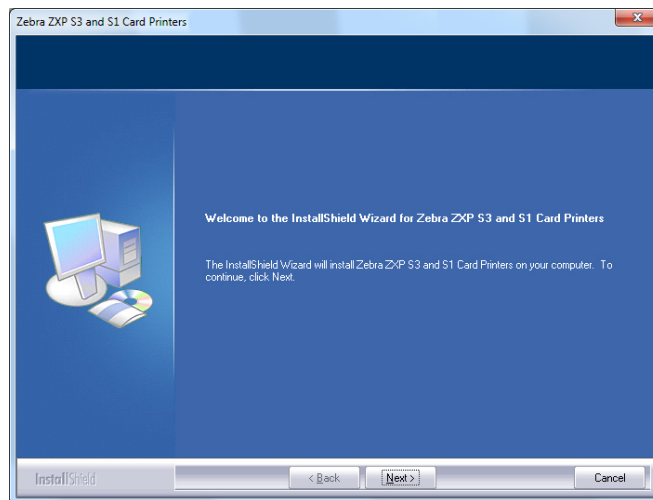 Zebra ZXP S3 and S1 Card Printers
Welcome to the InstallShield Wizard for Zebra ZXP S3 and S1 Card Printers
The InstallShield Wizard will install Zebra ZXP S3 and S1 Card Printers on your computer. To
continue, click Next.
InstallShield
< Back
Next >
Cancel